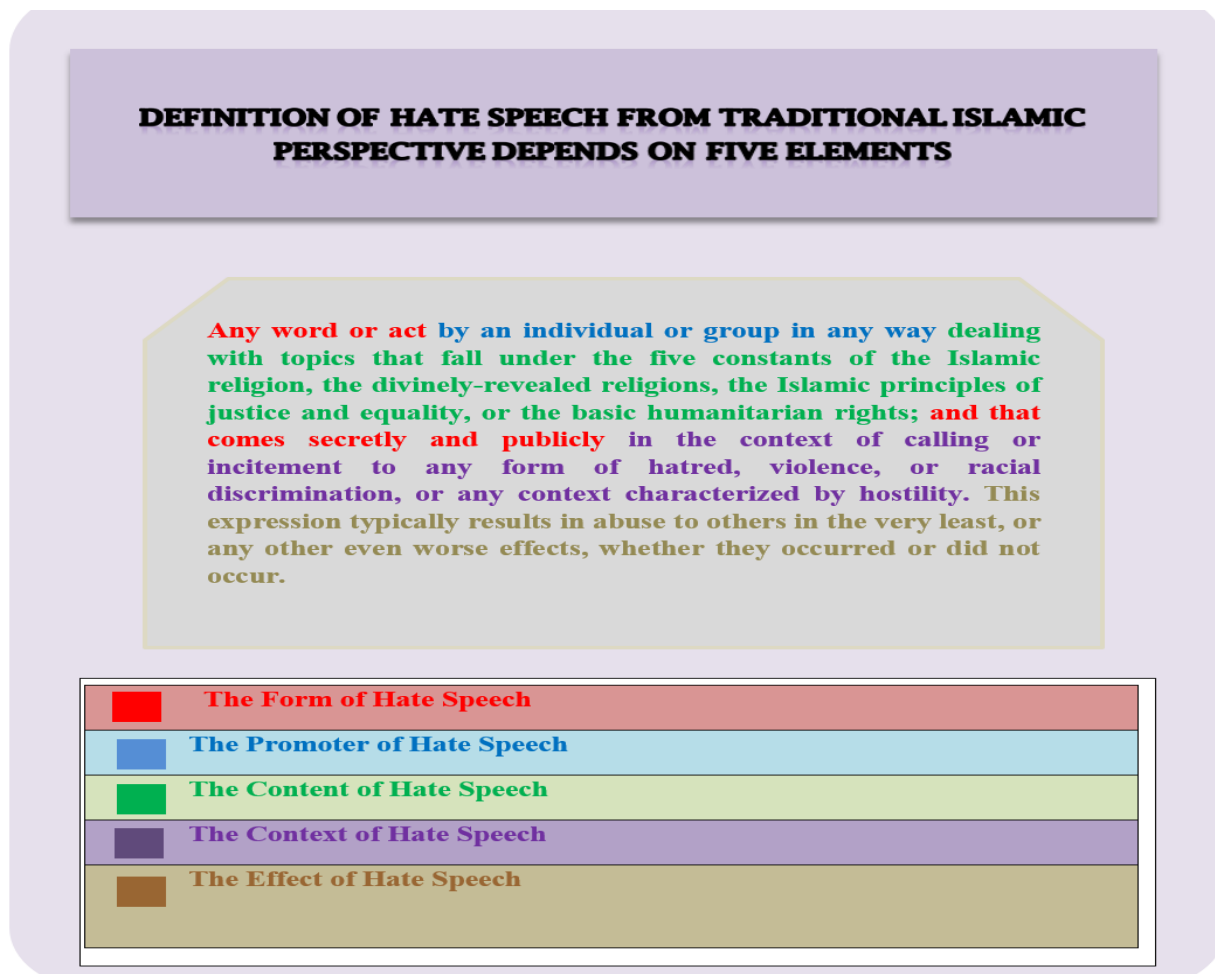 DEFINITION OF HATE SPEECH FROM TRADITIONAL ISLAMIC
PERSPECTIVE DEPENDS ON FIVE ELEMENTS
Any word or act by an individual or group in any way dealing
with topics that fall under the five constants of the Islamic
religion, the divinely-revealed religions, the Islamic principles of
justice and equality, or the basic humanitarian rights; and that
comes secretly and publicly in the context of calling or
incitement to any form of hatred, violence, or racial
discrimination, or any context characterized by hostility. This
expression typically results in abuse to others in the very least, or
any other even worse effects, whether they occurred or did not
occur.
The Form of Hate Speech
The Promoter of Hate Speech
The Content of Hate Speech
The Context of Hate Speech
The Effect of Hate Speech